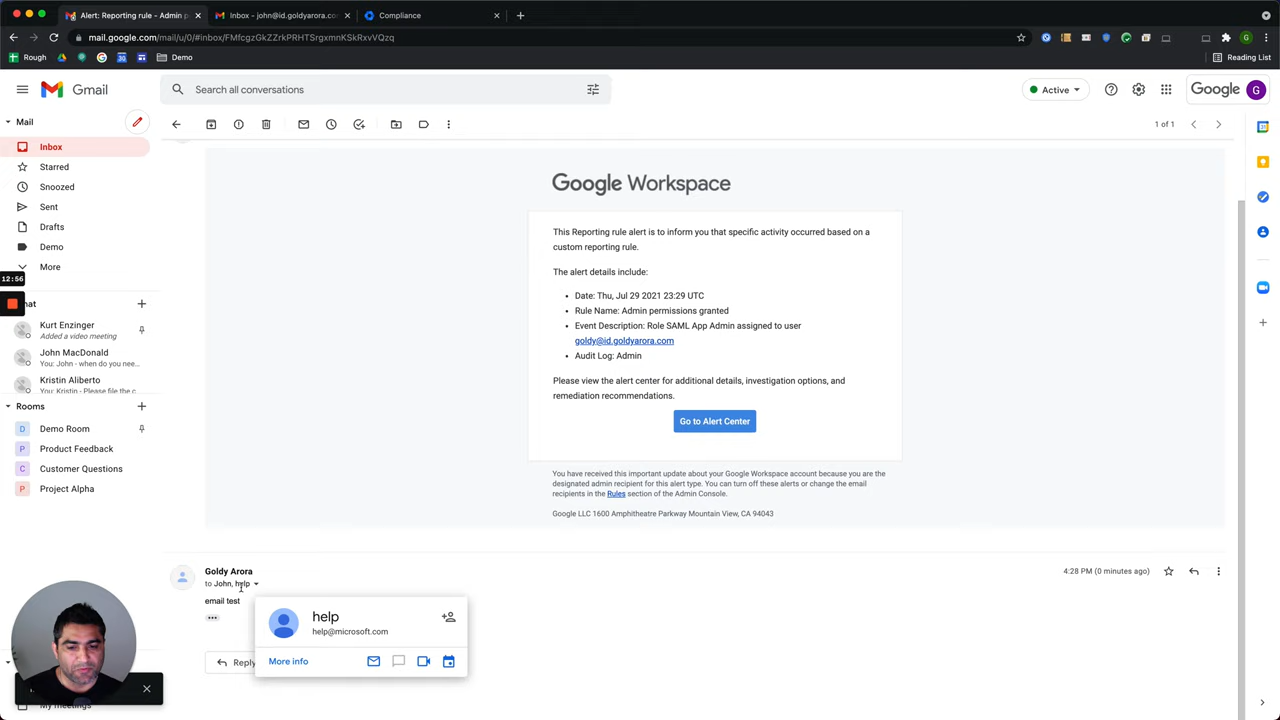 Alert: Reporting rule - Admin p
Inbox – john@id.goldyarora.co
Compliance
mail.google.com/mail/u/0/#inbox/FMfcgzGkZZrkPRHTSrgxmnKSkRxvVQzq
G
Rough
Demo
Reading List
Gmail
Search all conversations
Active
Google
G
Mail
1 of 1
Inbox
Starred
Snoozed
Sent
Drafts
Demo
More
12:56
hat
Kurt Enzinger
Added a video meeting
John MacDonald
You: John - when do you nee...
Kristin Aliberto
You: Kristin - Please file the c
Rooms
D Demo Room
P Product Feedback
C Customer Questions
P Project Alpha
Google Workspace
This Reporting rule alert is to inform you that specific activity occurred based on a
custom reporting rule.
The alert details include:
• Date: Thu, Jul 29 2021 23:29 UTC
• Rule Name: Admin permissions granted
• Event Description: Role SAML App Admin assigned to user
goldy@id.goldyarora.com
• Audit Log: Admin
Please view the alert center for additional details, investigation options, and
remediation recommendations.
Go to Alert Center
You have received this important update about your Google Workspace account because you are the
designated admin recipient for this alert type. You can turn off these alerts or change the email
recipients in the Rules section of the Admin Console.
Google LLC 1600 Amphitheatre Parkway Mountain View, CA 94043
Goldy Arora
4:28 PM (0 minutes ago)
to John, help
email test
help
help@microsoft.com
More info
Reply
My meetings